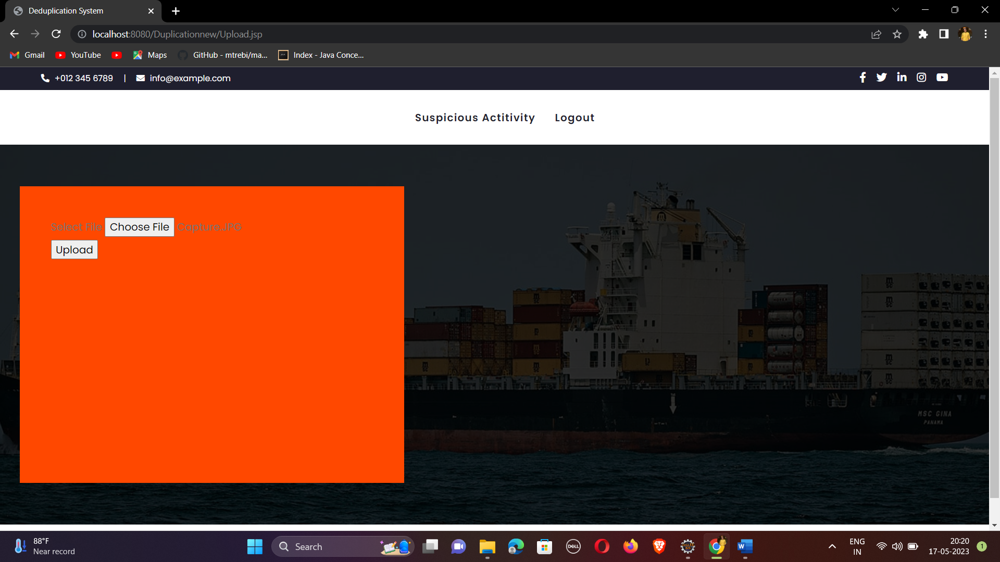 Deduplication System
localhost:8080/Duplicationnew/Upload.jsp
Gmail YouTube Maps GitHub - mtrebi/ma... Index - Java Conce...
+012 345 6789 | info@example.com
Suspicious Actitivity Logout
Select File Choose File Capture.JPG
Upload
MSC GINA
PANAMA
88°F
Near record
Search
DELL
ENG
IN
20:20
17-05-2023
1